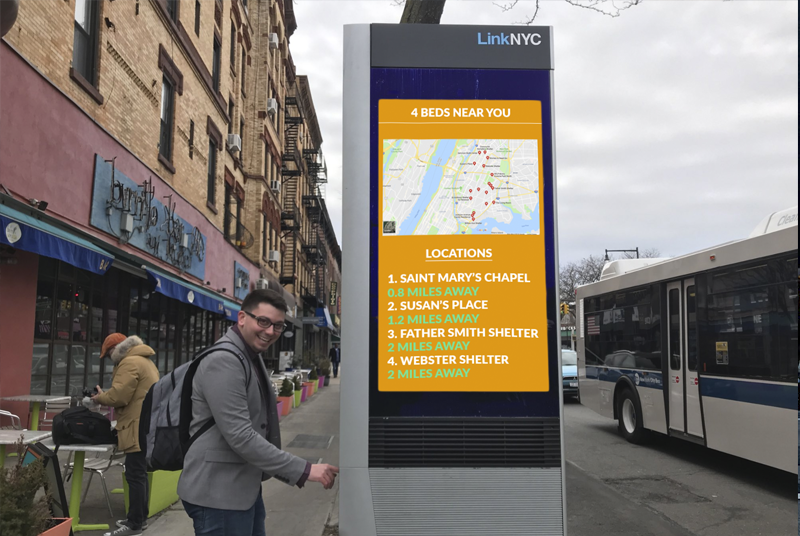 LinkNYC
4 BEDS NEAR YOU
LOCATIONS
1. SAINT MARY'S CHAPEL
0.8 MILES AWAY
2. SUSAN'S PLACE
1.2 MILES AWAY
3. FATHER SMITH SHELTER
2 MILES AWAY
4. WEBSTER SHELTER
2 MILES AWAY